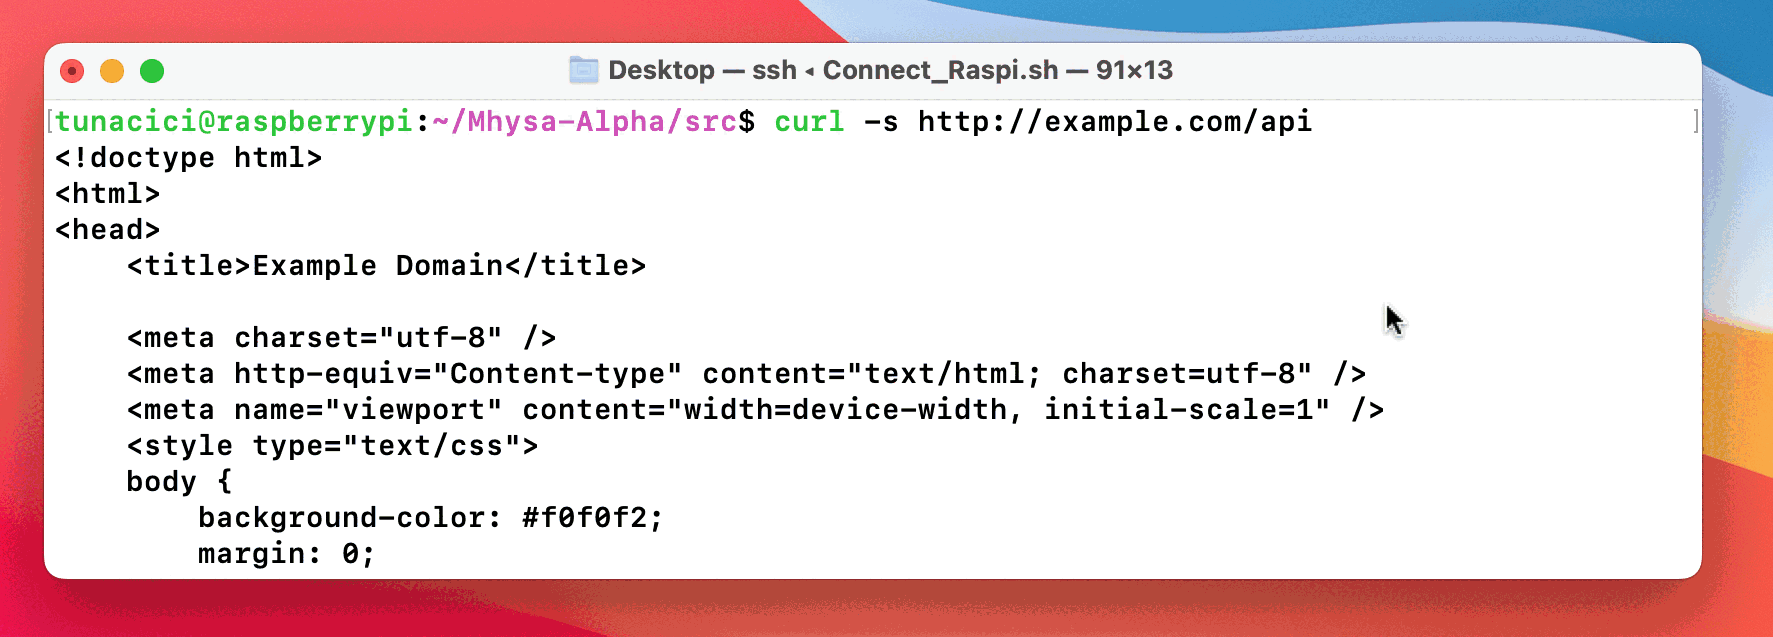 Desktop — ssh ◂ Connect_Raspi.sh — 91×13
[tunacici@raspberrypi:~/Mhysa-Alpha/src$ curl -s http://example.com/api ]
<!doctype html>
<html>
<head>
    <title>Example Domain</title>

    <meta charset="utf-8" />
    <meta http-equiv="Content-type" content="text/html; charset=utf-8" />
    <meta name="viewport" content="width=device-width, initial-scale=1" />
    <style type="text/css">
    body {
        background-color: #f0f0f2;
        margin: 0;